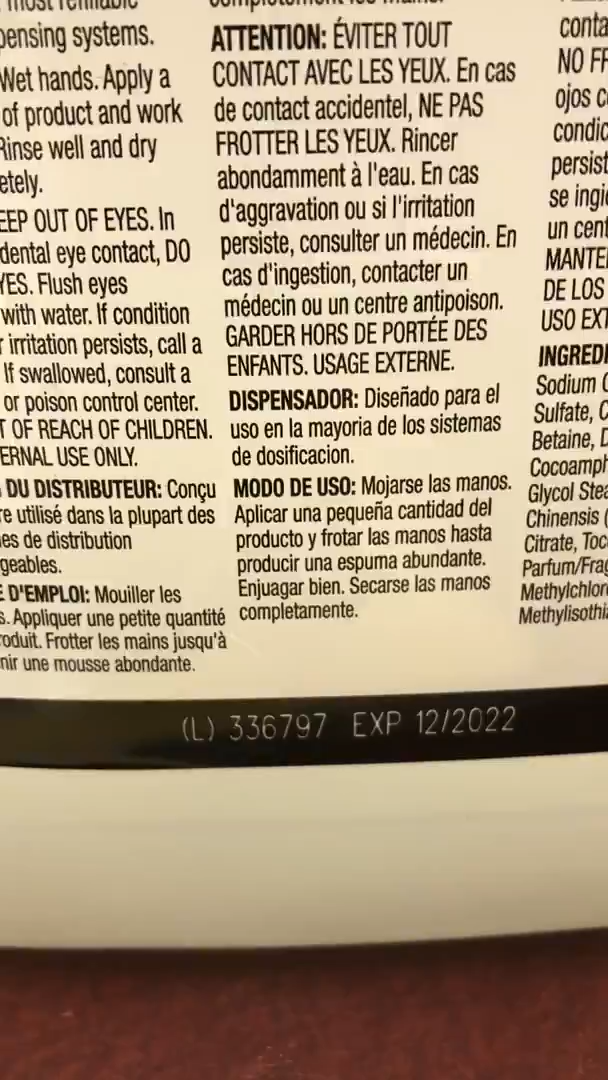 most refillable
pensing systems.
Wet hands. Apply a
of product and work
Rinse well and dry
etely.
EEP OUT OF EYES. In
dental eye contact, DO
YES. Flush eyes
with water. If condition
r irritation persists, call a
If swallowed, consult a
or poison control center.
T OF REACH OF CHILDREN.
ERNAL USE ONLY.
DU DISTRIBUTEUR: Conçu
re utilisé dans la plupart des
es de distribution
geables.
E D'EMPLOI: Mouiller les
s. Appliquer une petite quantité
roduit. Frotter les mains jusqu'à
nir une mousse abondante.
complètement les mains.
ATTENTION: ÉVITER TOUT
CONTACT AVEC LES YEUX. En cas
de contact accidentel, NE PAS
FROTTER LES YEUX. Rincer
abondamment à l'eau. En cas
d'aggravation ou si l'irritation
persiste, consulter un médecin. En
cas d'ingestion, contacter un
médecin ou un centre antipoison.
GARDER HORS DE PORTÉE DES
ENFANTS. USAGE EXTERNE.
DISPENSADOR: Diseñado para el
uso en la mayoria de los sistemas
de dosificacion.
MODO DE USO: Mojarse las manos.
Aplicar una pequeña cantidad del
producto y frotar las manos hasta
producir una espuma abundante.
Enjuagar bien. Secarse las manos
completamente.
conta
NO FR
ojos c
condic
persist
se ingi
un cent
MANTE
DE LOS
USO EXT
INGREDI
Sodium C
Sulfate, C
Betaine, D
Cocoamph
Glycol Stea
Chinensis (
Citrate, Toc
Parfum/Frag
Methylchlor
Methylisothia
(L) 336797 EXP 12/2022